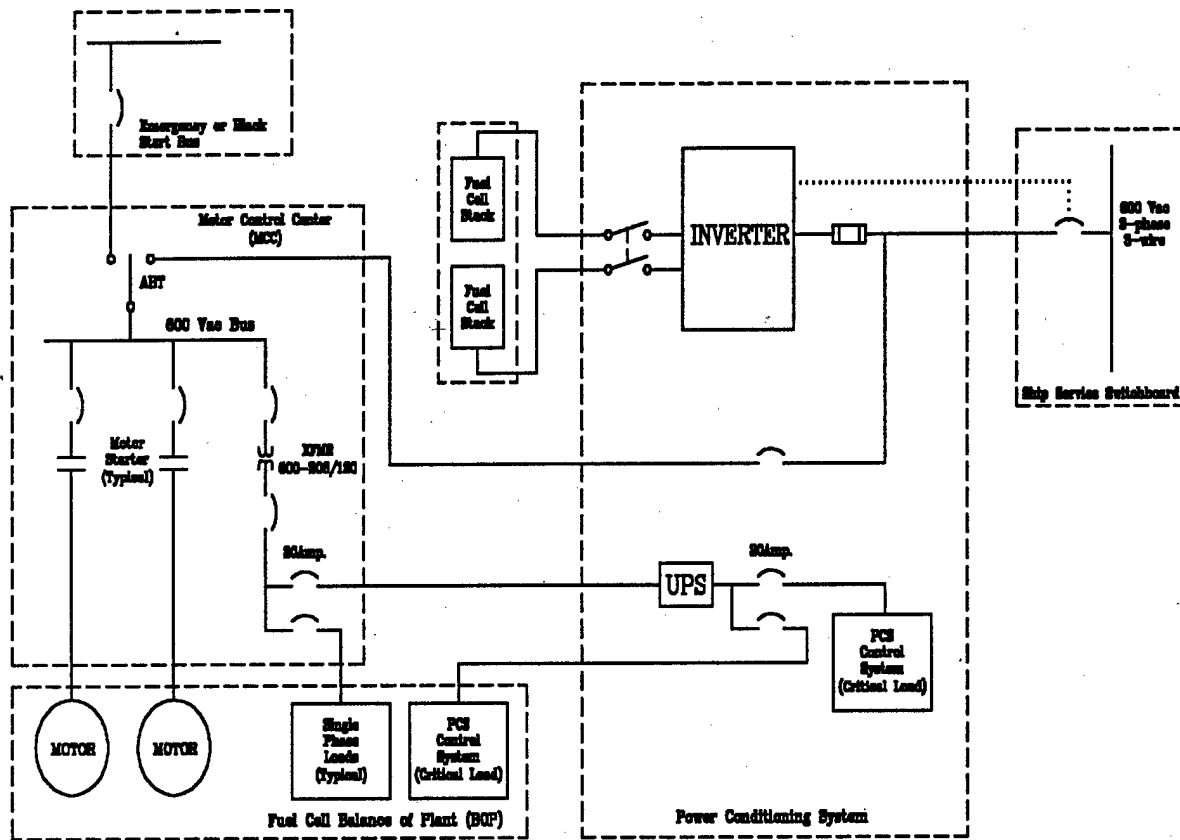 Emergency or Black
Start Bus
Motor Control Center
(MCC)
ABT
600 Vac Bus
Motor
Starter
(Typical)
XFMR
600-208/120
20Amp.
Fuel
Cell
Stack
Fuel
Cell
Stack
INVERTER
600 Vac
3-phase
3-wire
Ship Service Switchboard
UPS
20Amp.
PCS
Control
System
(Critical Load)
MOTOR
MOTOR
Single
Phase
Loads
(Typical)
PCS
Control
System
(Critical Load)
Fuel Cell Balance of Plant (BOP)
Power Conditioning System